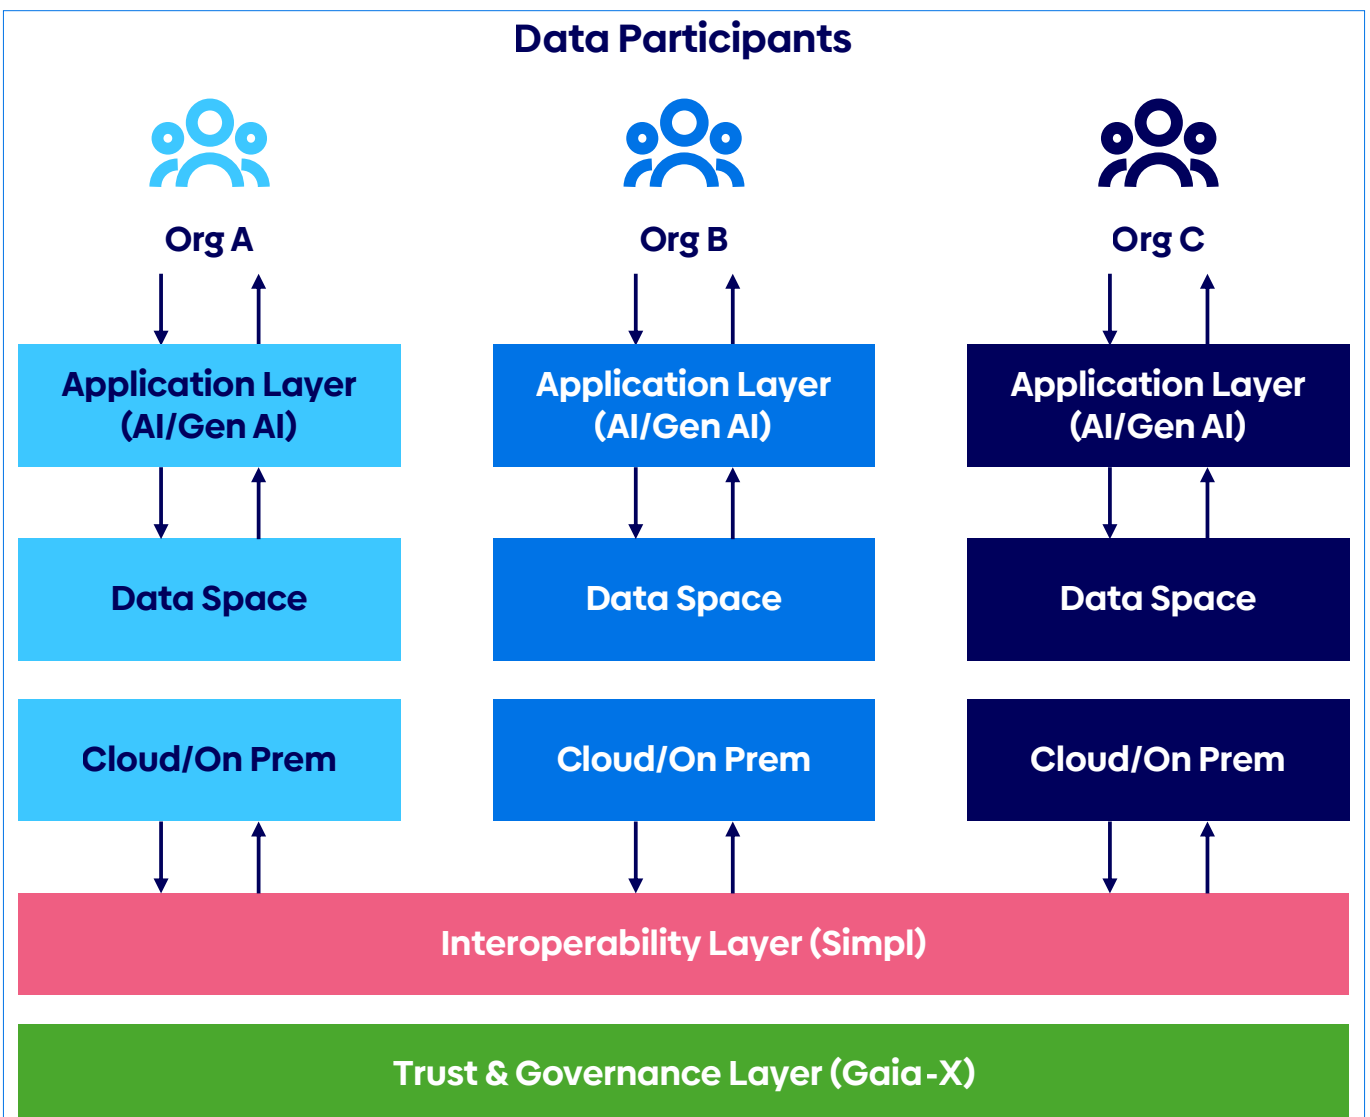 Data Participants
Org A
Org B
Org C
Application Layer
(AI/Gen AI)
Application Layer
(AI/Gen AI)
Application Layer
(AI/Gen AI)
Data Space
Data Space
Data Space
Cloud/On Prem
Cloud/On Prem
Cloud/On Prem
Interoperability Layer (Simpl)
Trust & Governance Layer (Gaia-X)